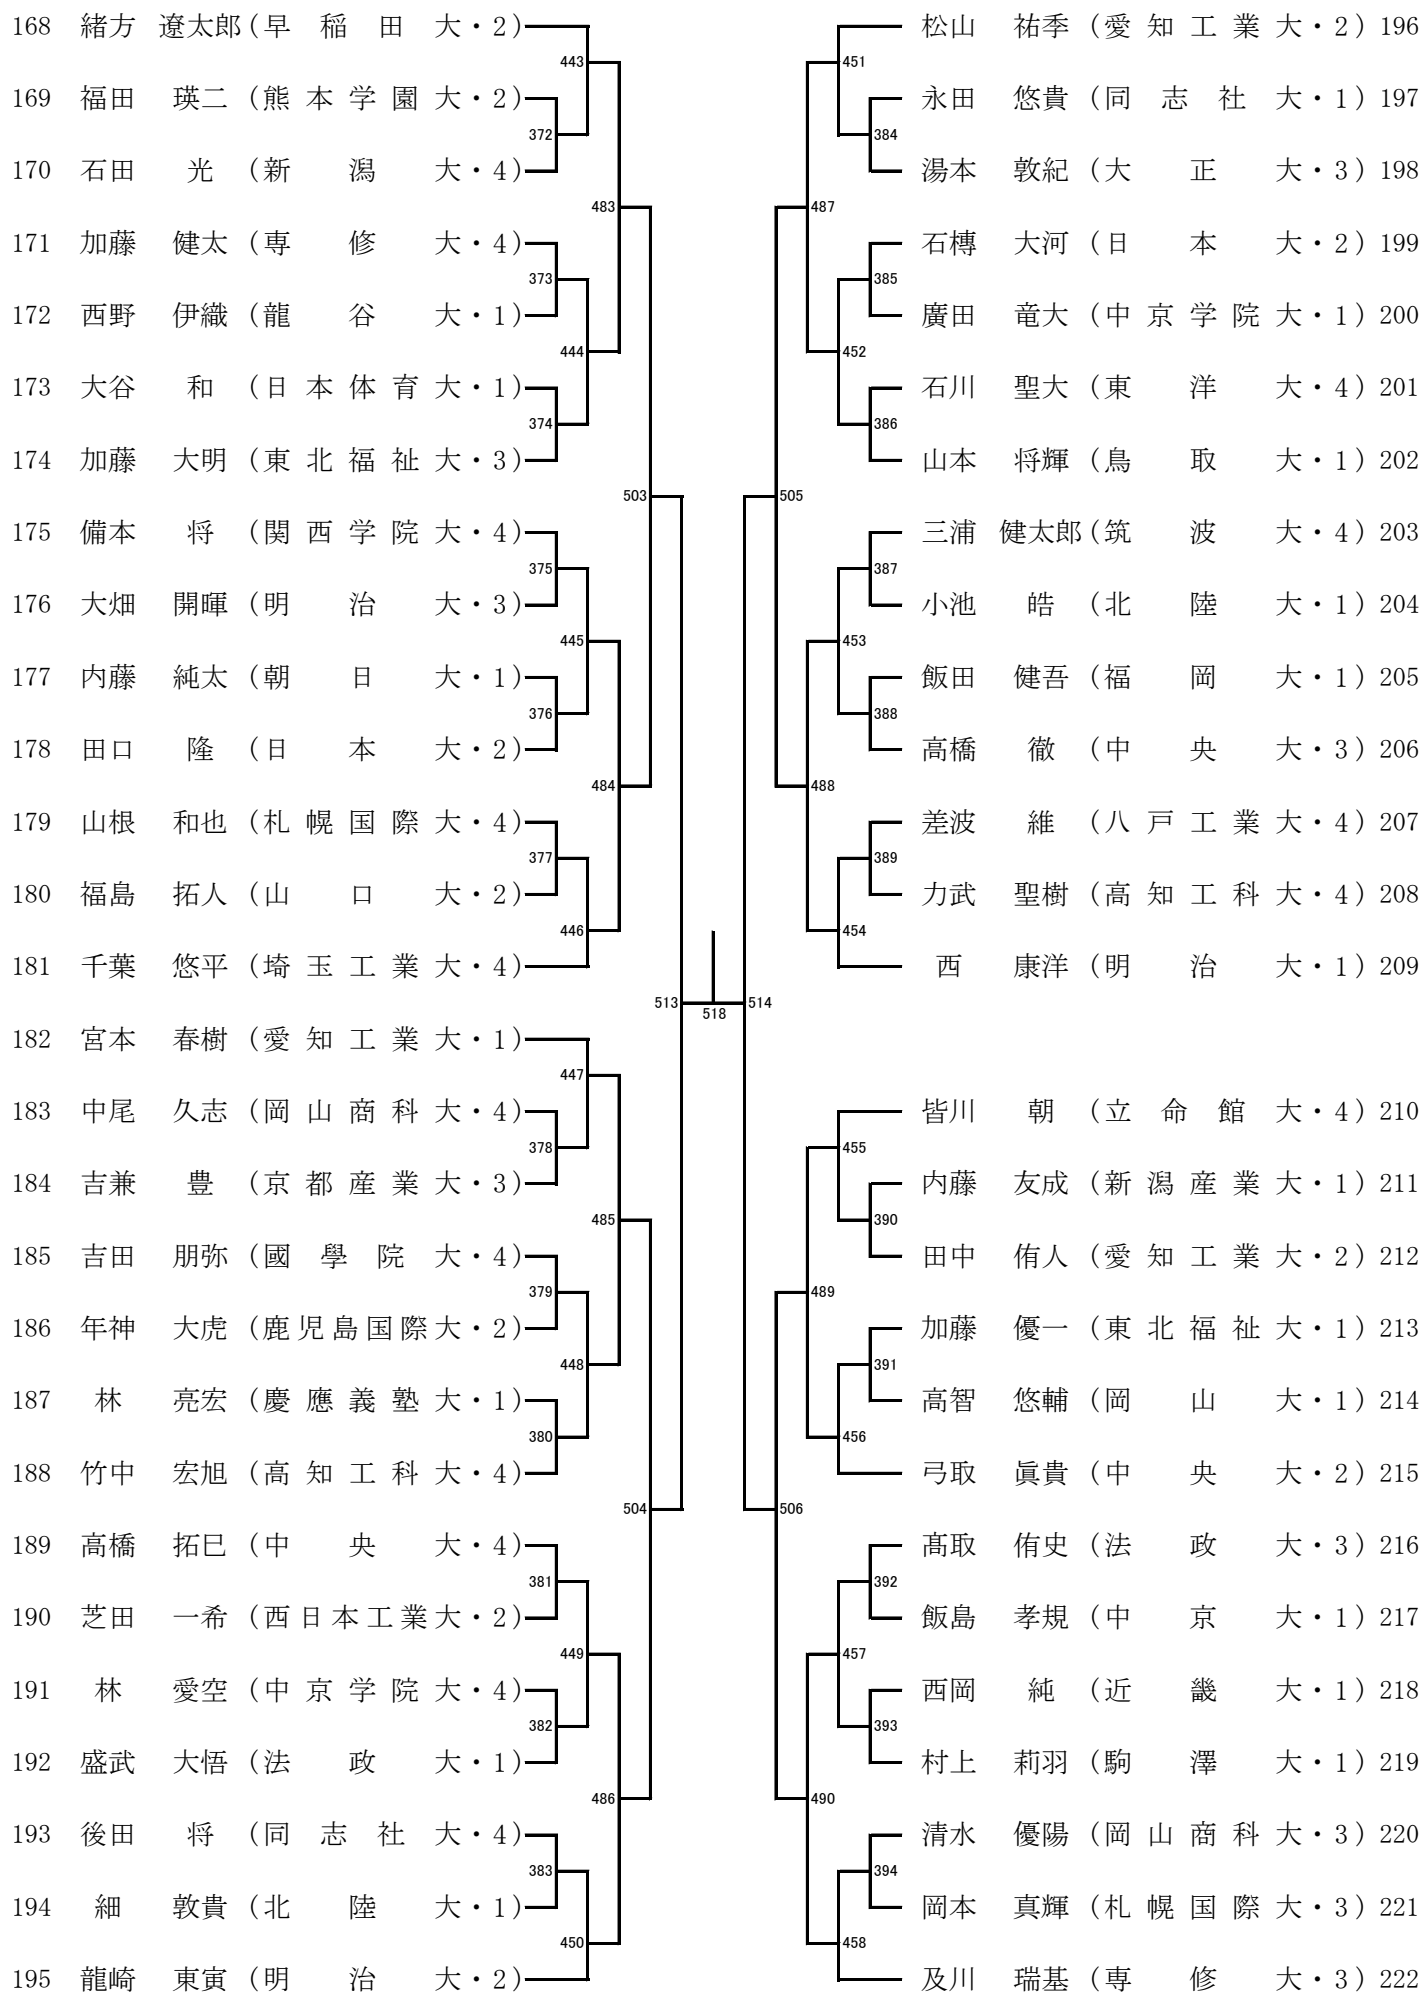 168 緒方 遼太郎（早稲田大・2）
443
169 福田 瑛二（熊本学園大・2）
372
170 石田 光（新潟大・4）
483
171 加藤 健太（専修大・4）
373
172 西野 伊織（龍谷大・1）
444
173 大谷 和（日本体育大・1）
374
174 加藤 大明（東北福祉大・3）
503
175 備本 将（関西学院大・4）
375
176 大畑 開暉（明治大・3）
445
177 内藤 純太（朝日大・1）
376
178 田口 隆（日本大・2）
484
179 山根 和也（札幌国際大・4）
377
180 福島 拓人（山口大・2）
446
181 千葉 悠平（埼玉工業大・4）
513
518
182 宮本 春樹（愛知工業大・1）
447
183 中尾 久志（岡山商科大・4）
378
184 吉兼 豊（京都産業大・3）
485
185 吉田 朋弥（國學院大・4）
379
186 年神 大虎（鹿児島国際大・2）
448
187 林 亮宏（慶應義塾大・1）
380
188 竹中 宏旭（高知工科大・4）
504
189 高橋 拓巳（中央大・4）
381
190 芝田 一希（西日本工業大・2）
449
191 林 愛空（中京学院大・4）
382
192 盛武 大悟（法政大・1）
486
193 後田 将（同志社大・4）
383
194 細 敦貴（北陸大・1）
450
195 龍崎 東寅（明治大・2）
松山 祐季（愛知工業大・2）196
451
永田 悠貴（同志社大・1）197
384
湯本 敦紀（大正大・3）198
487
石槫 大河（日本大・2）199
385
廣田 竜大（中京学院大・1）200
452
石川 聖大（東洋大・4）201
386
山本 将輝（鳥取大・1）202
505
三浦 健太郎（筑波大・4）203
387
小池 皓（北陸大・1）204
453
飯田 健吾（福岡大・1）205
388
高橋 徹（中央大・3）206
488
差波 維（八戸工業大・4）207
389
力武 聖樹（高知工科大・4）208
454
西 康洋（明治大・1）209
514
皆川 朝（立命館大・4）210
455
内藤 友成（新潟産業大・1）211
390
田中 侑人（愛知工業大・2）212
489
加藤 優一（東北福祉大・1）213
391
高智 悠輔（岡山大・1）214
456
弓取 眞貴（中央大・2）215
506
髙取 侑史（法政大・3）216
392
飯島 孝規（中京大・1）217
457
西岡 純（近畿大・1）218
393
村上 莉羽（駒澤大・1）219
490
清水 優陽（岡山商科大・3）220
394
岡本 真輝（札幌国際大・3）221
458
及川 瑞基（専修大・3）222